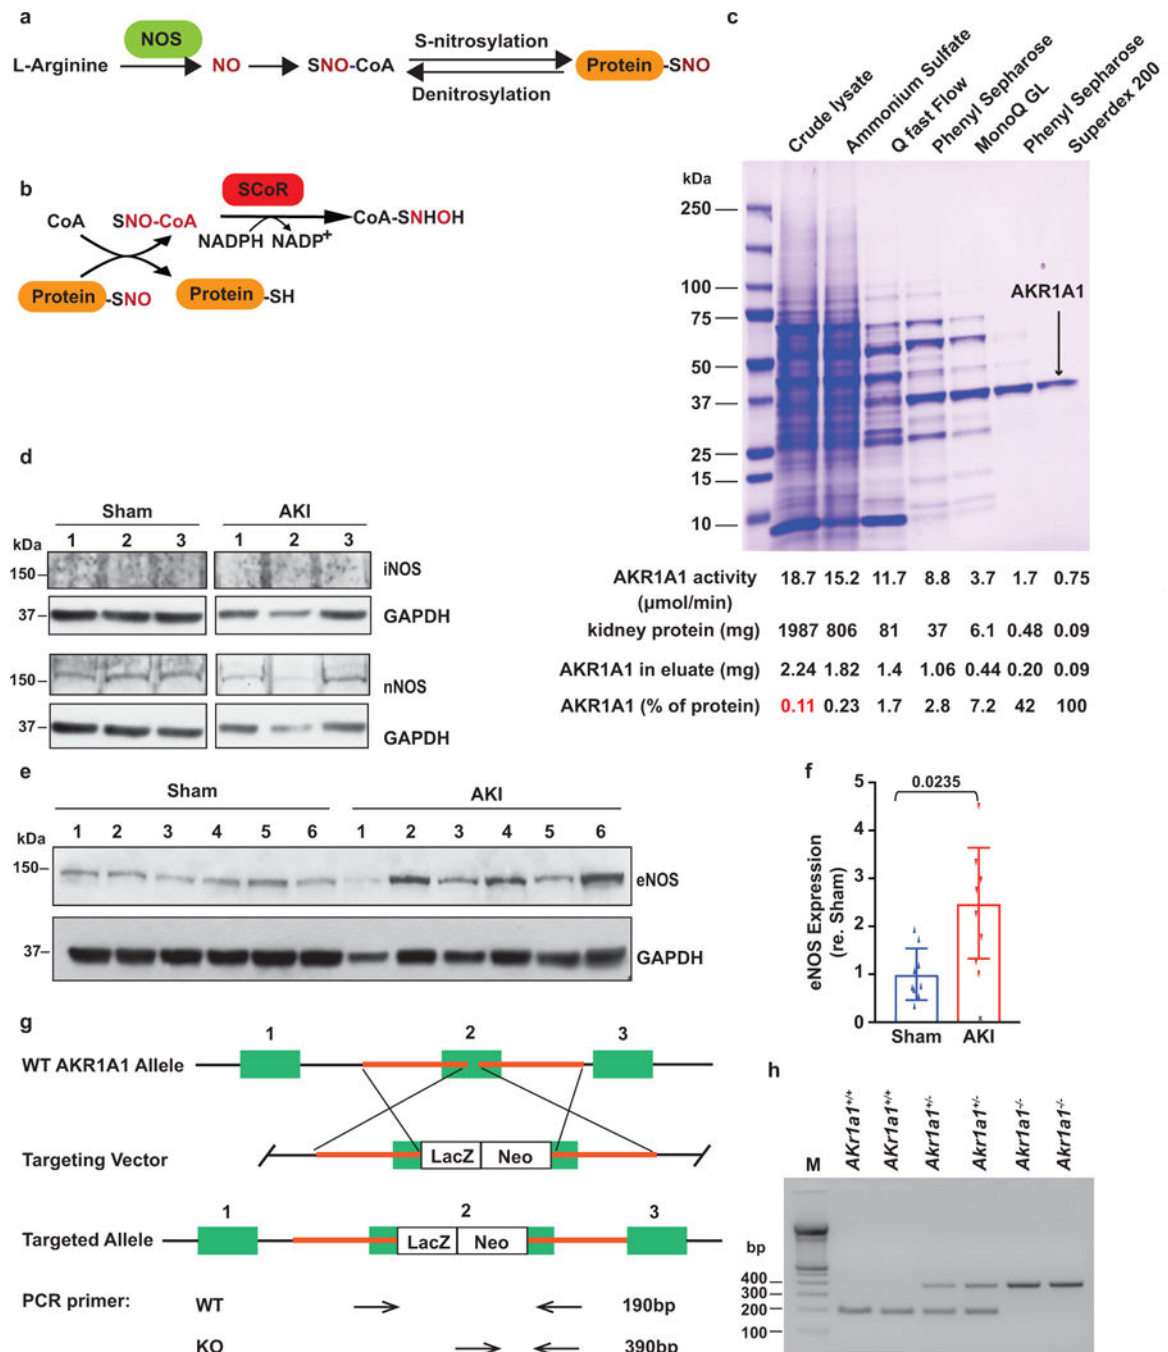 a
NOS
L-Arginine NO SNO-CoA S-nitrosylation Protein-SNO
Denitrosylation
b
SCoR
CoA SNO-CoA CoA-SNHOH
NADPH NADP+
Protein-SNO Protein-SH
c
Crude lysate
Ammonium Sulfate
Q fast Flow
Phenyl Sepharose
MonoQ GL
Phenyl Sepharose
Superdex 200
kDa
250
100
75
50
37
25
15
10
AKR1A1
AKR1A1 activity 18.7 15.2 11.7 8.8 3.7 1.7 0.75
(µmol/min)
kidney protein (mg) 1987 806 81 37 6.1 0.48 0.09
AKR1A1 in eluate (mg) 2.24 1.82 1.4 1.06 0.44 0.20 0.09
AKR1A1 (% of protein) 0.11 0.23 1.7 2.8 7.2 42 100
d
Sham AKI
kDa 1 2 3 1 2 3
150 iNOS
37 GAPDH
150 nNOS
37 GAPDH
e
Sham AKI
kDa 1 2 3 4 5 6 1 2 3 4 5 6
150 eNOS
37 GAPDH
f
0.0235
eNOS Expression
(re. Sham)
5
4
3
2
1
0
Sham AKI
g
1 2 3
WT AKR1A1 Allele
Targeting Vector LacZ Neo
1 2 3
Targeted Allele LacZ Neo
PCR primer: WT 190bp
KO 390bp
h
M AKr1a1+/+ AKr1a1+/+ Akr1a1+/- Akr1a1+/- Akr1a1-/- Akr1a1-/-
bp
400
300
200
100